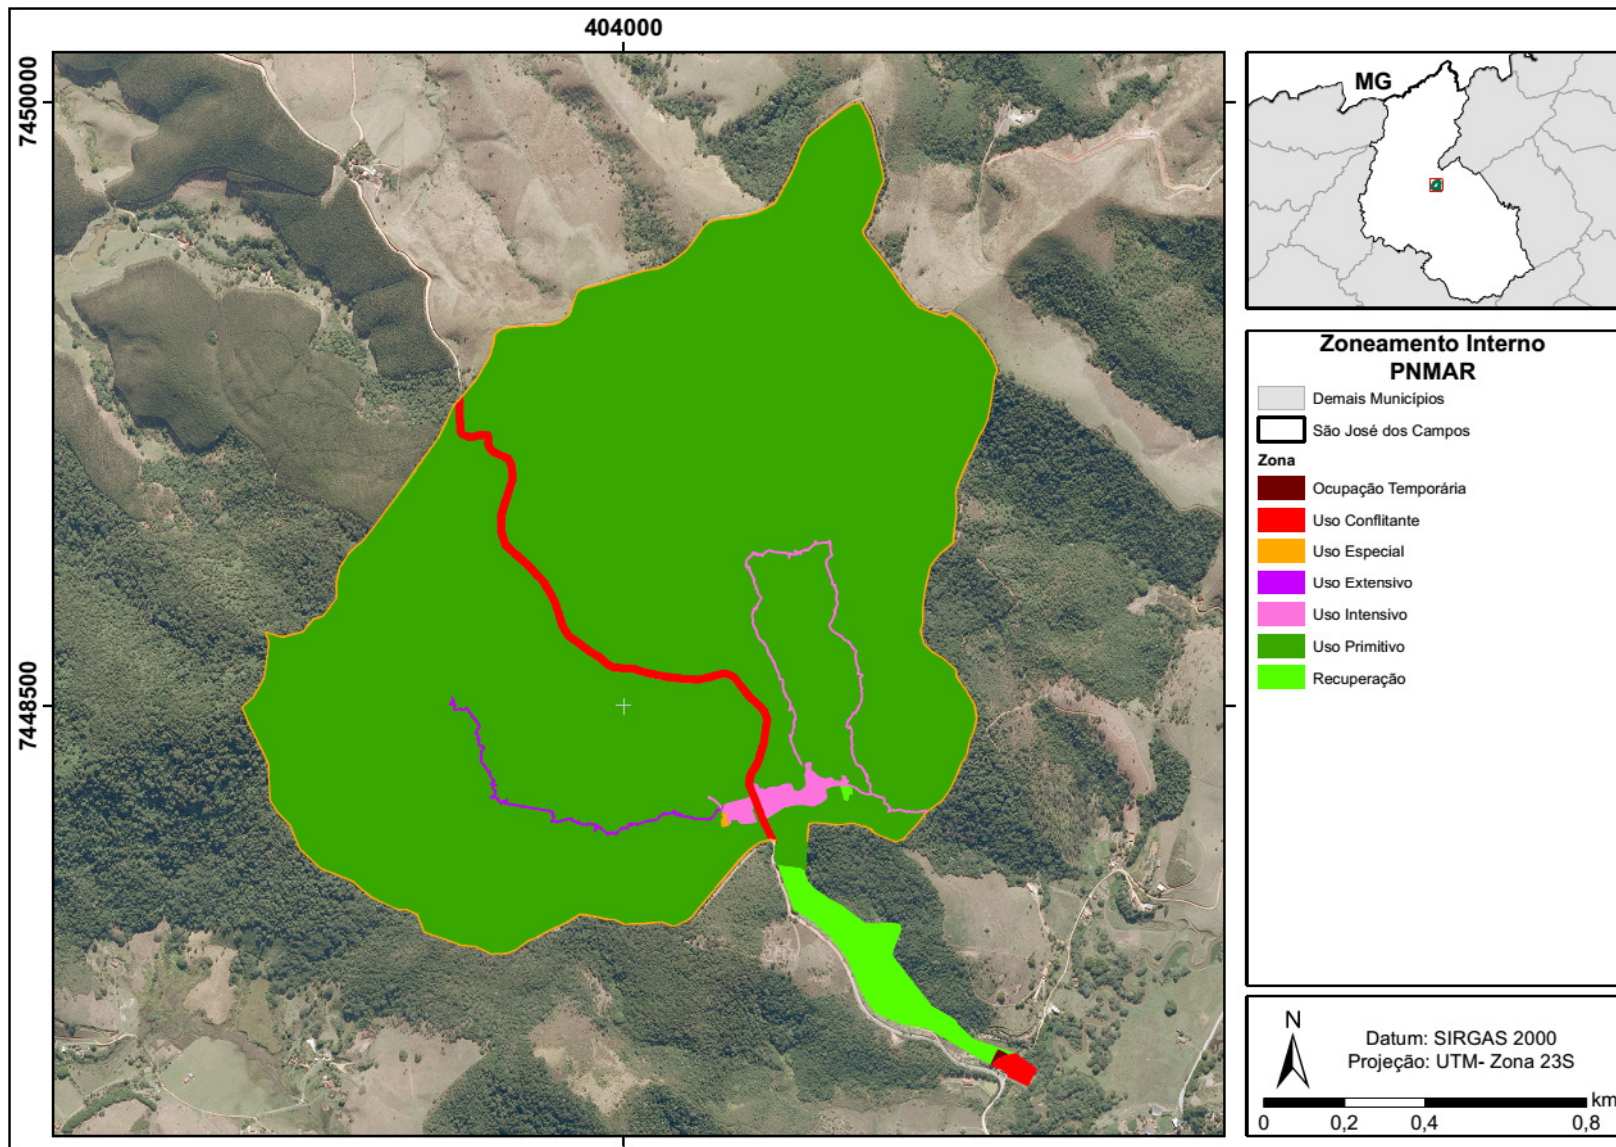 404000
7450000
7448500
MG
Zoneamento Interno
PNMAR
Demais Municípios
São José dos Campos
Zona
Ocupação Temporária
Uso Conflitante
Uso Especial
Uso Extensivo
Uso Intensivo
Uso Primitivo
Recuperação
N
Datum: SIRGAS 2000
Projeção: UTM- Zona 23S
km
0 0,2 0,4 0,8